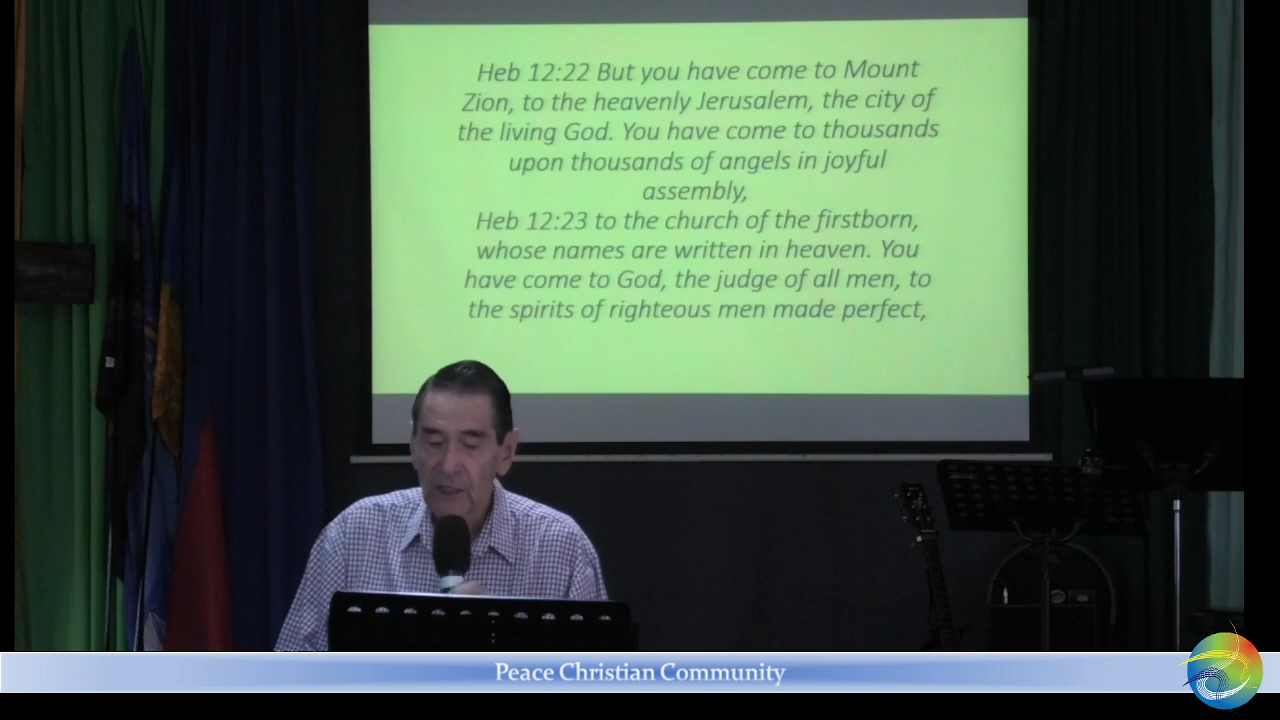 Heb 12:22 But you have come to Mount
Zion, to the heavenly Jerusalem, the city of
the living God. You have come to thousands
upon thousands of angels in joyful
assembly,
Heb 12:23 to the church of the firstborn,
whose names are written in heaven. You
have come to God, the judge of all men, to
the spirits of righteous men made perfect,
Peace Christian Community